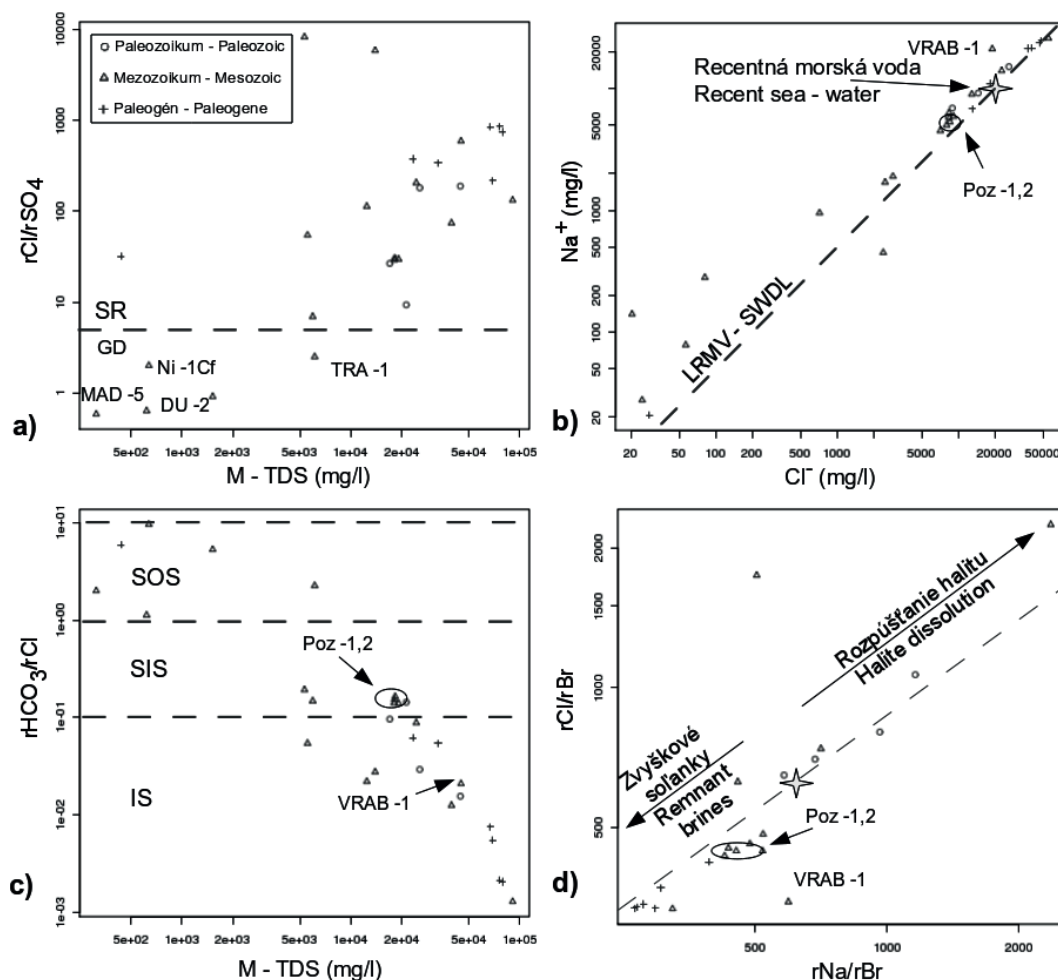 10000
1000
100
10
1
rCl/rSO4
Paleozoikum - Paleozoic
Mezozoikum - Mesozoic
Paleogén - Paleogene
SR
GD
Ni -1Cf
MAD -5
DU -2
TRA -1
a)
5e+02 1e+03 2e+03 5e+03 1e+04 2e+04 5e+04 1e+05
M - TDS (mg/l)
20000
5000
1000
500
200
100
50
20
Na+ (mg/l)
VRAB -1
Recentná morská voda
Recent sea - water
Poz -1,2
LRMV - SWDL
b)
20 50 100 200 500 1000 5000 20000 50000
Cl- (mg/l)
1e+01
1e+00
1e-01
1e-02
1e-03
rHCO3/rCl
SOS
Poz -1,2
SIS
VRAB -1
IS
c)
5e+02 1e+03 2e+03 5e+03 1e+04 2e+04 5e+04 1e+05
M - TDS (mg/l)
2000
1500
1000
500
rCl/rBr
Rozpúšťanie halitu
Halite dissolution
Zvyškové
soľanky
Remnant
brines
Poz -1,2
VRAB -1
d)
500 1000 2000
rNa/rBr